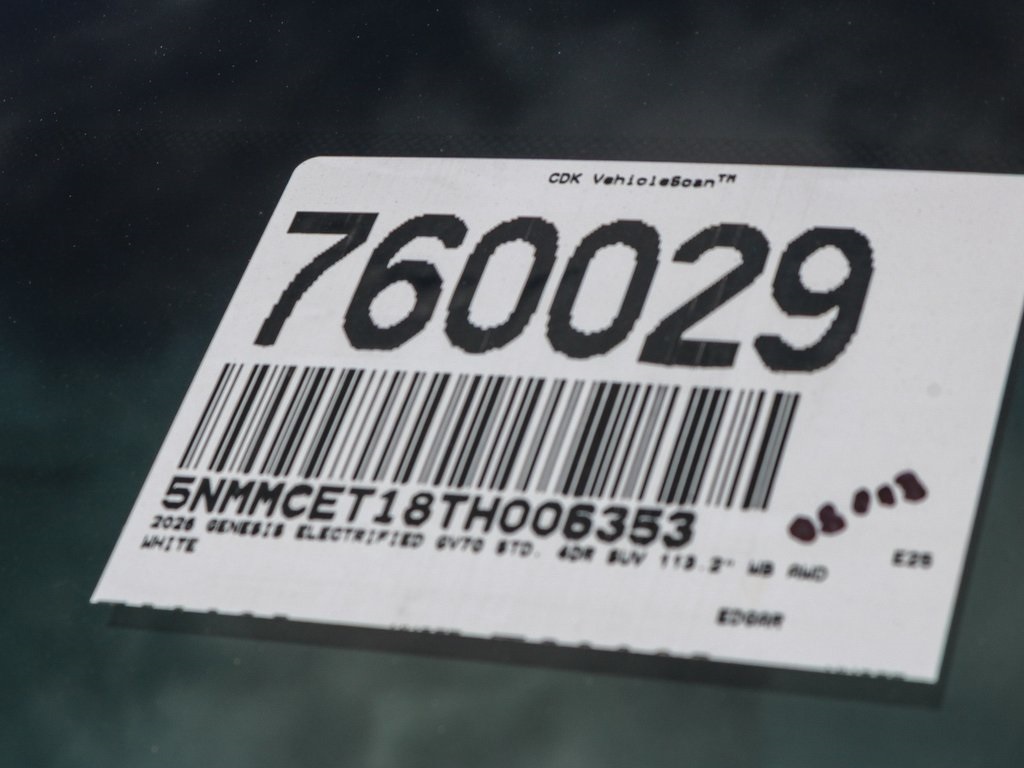 CDK VehicleScan™
760029
5NMMCET18TH006353
2026 GENESIS ELECTRIFIED GV70 STD. 4DR SUV 113.2" WB AWD
WHITE
E25
EDGAR